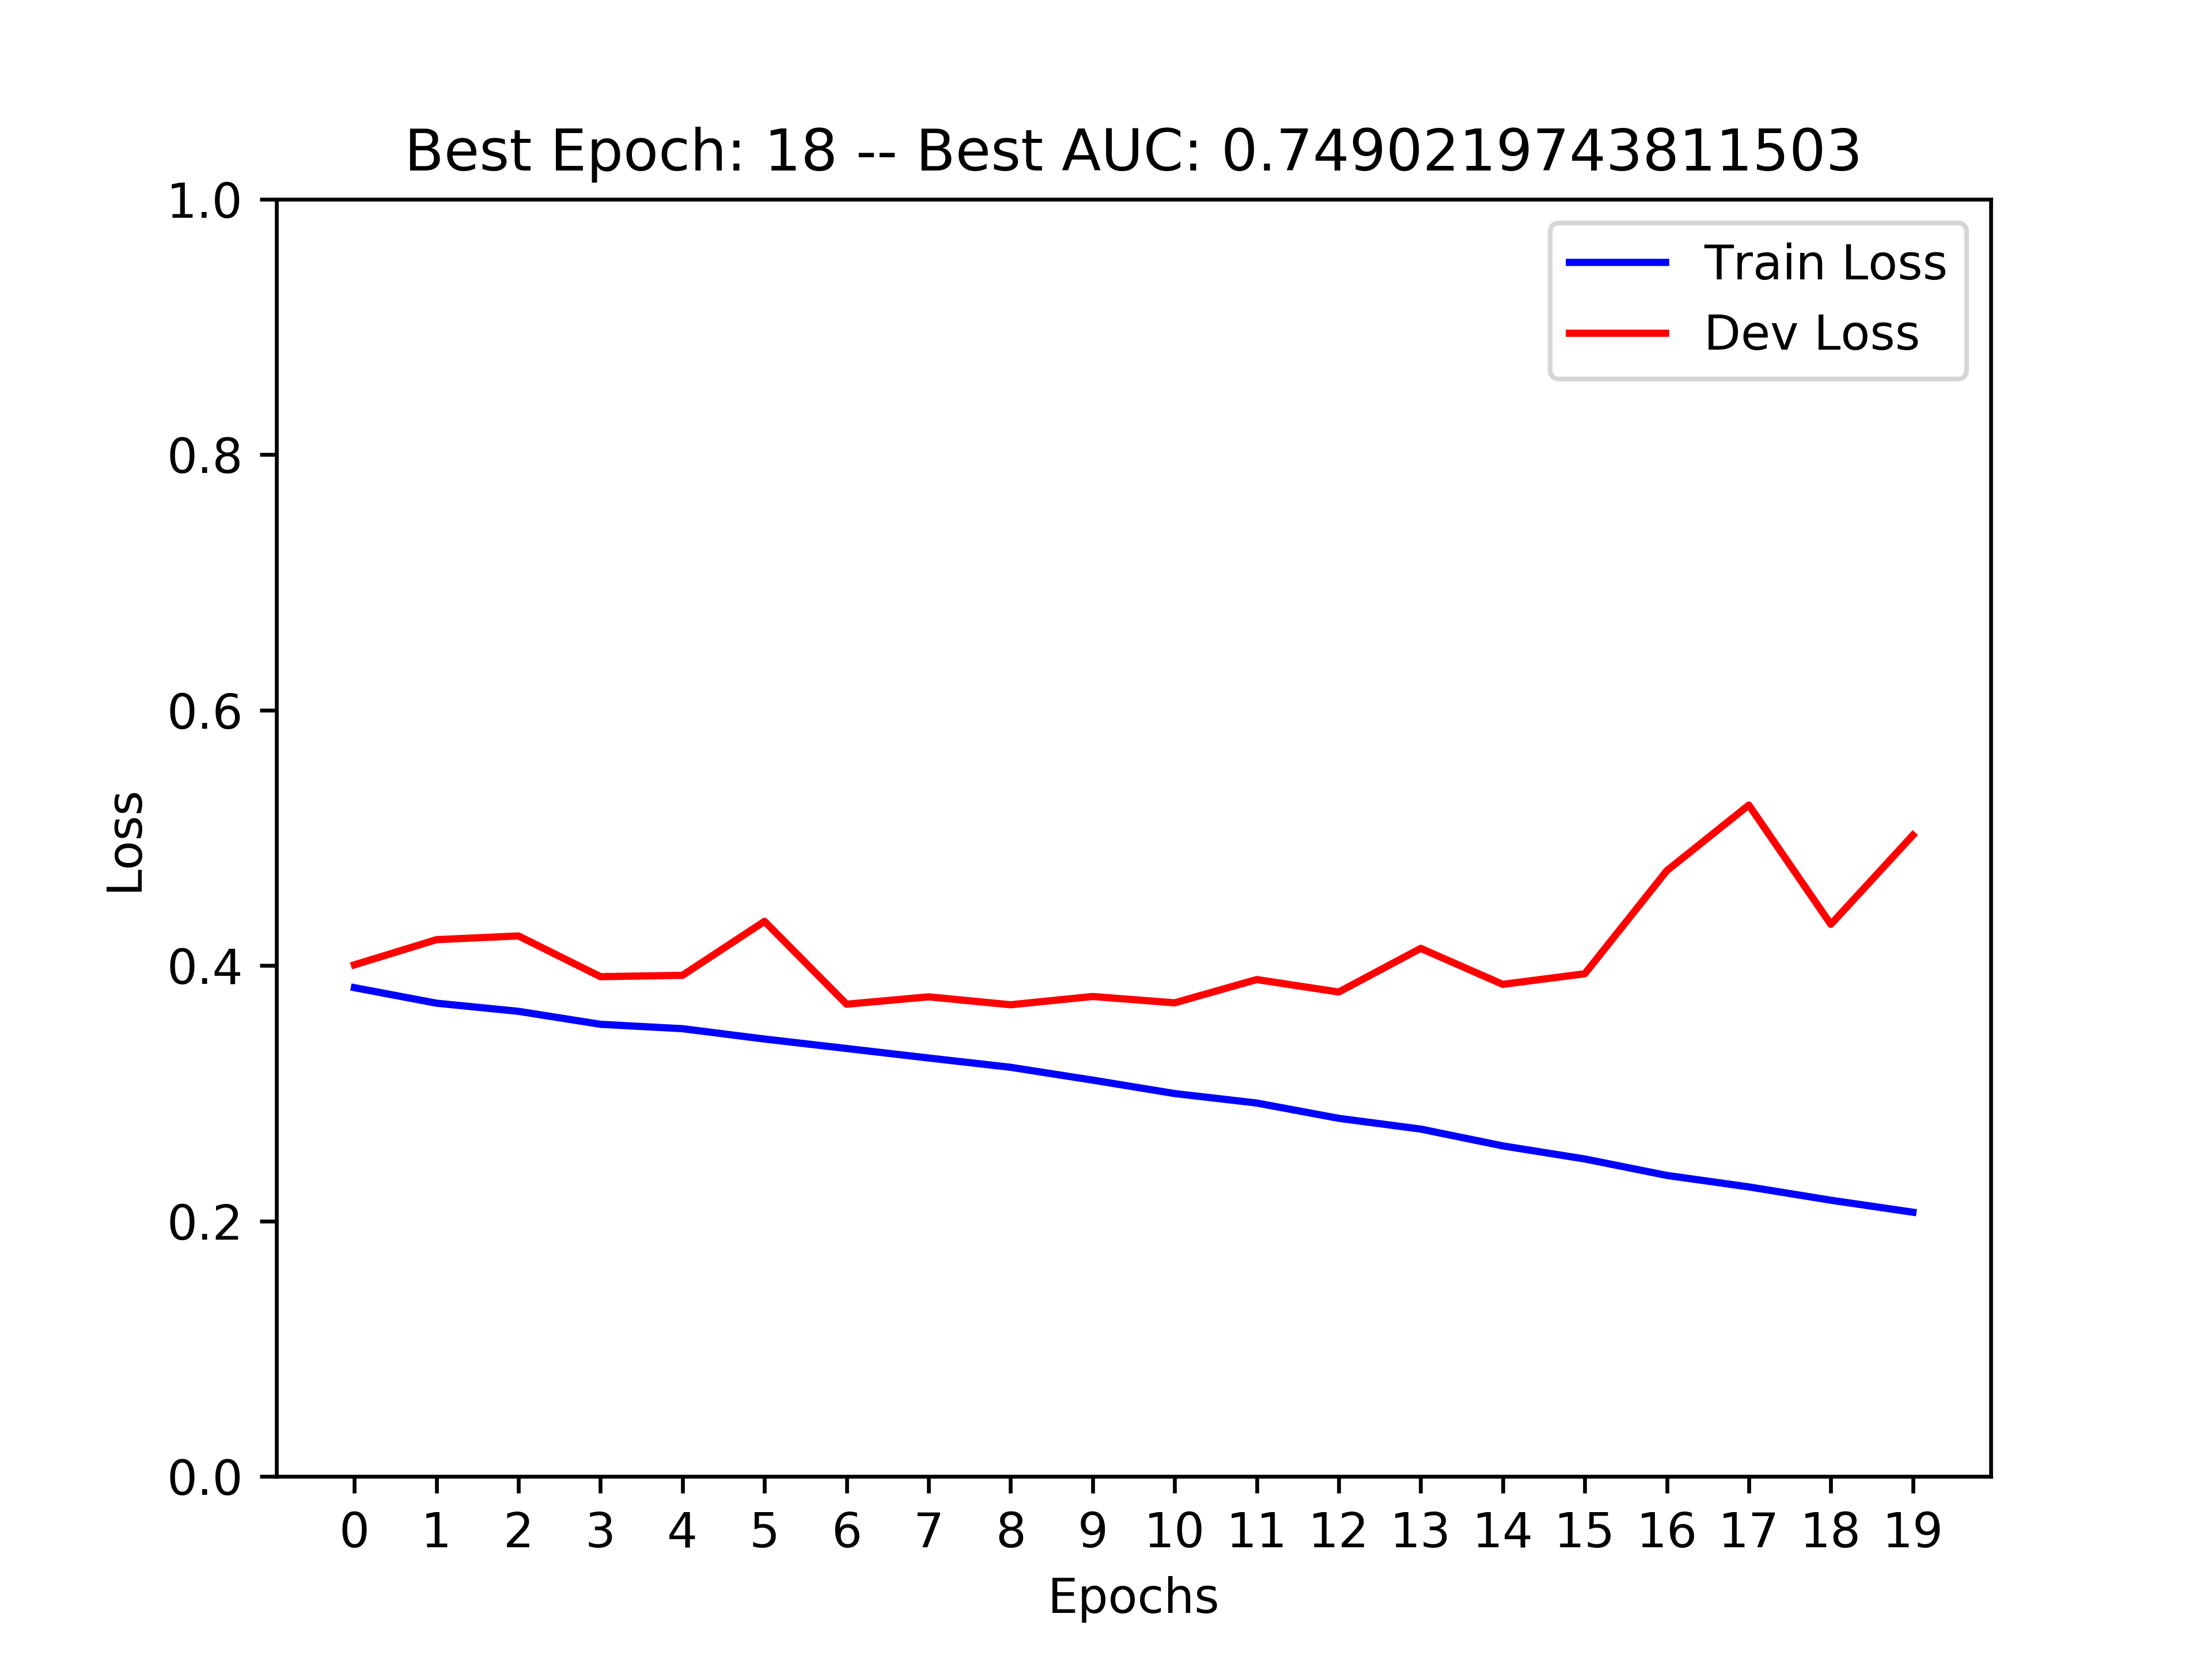 Best Epoch: 18 -- Best AUC: 0.7490219743811503
1.0
Train Loss
Dev Loss
0.8
0.6
Loss
0.4
0.2
0.0
0 1 2 3 4 5 6 7 8 9 10 11 12 13 14 15 16 17 18 19
Epochs